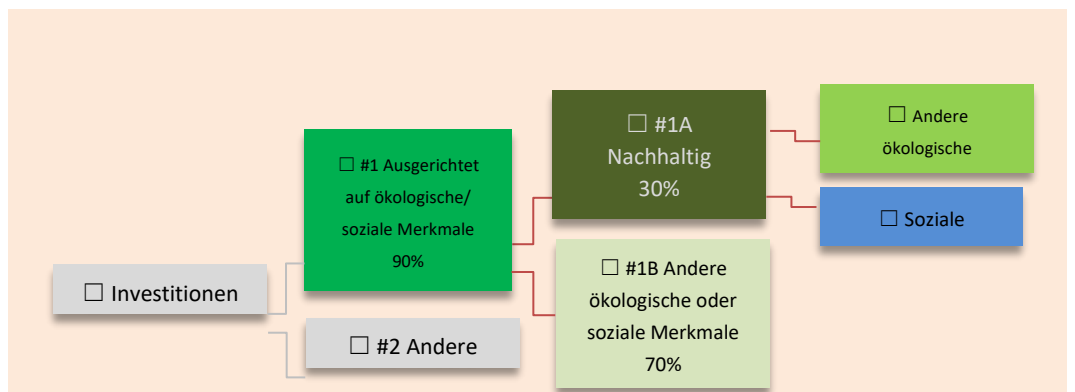 ☐ Investitionen
☐ #1 Ausgerichtet
auf ökologische/
soziale Merkmale
90%
☐ #2 Andere
☐ #1A
Nachhaltig
30%
☐ #1B Andere
ökologische oder
soziale Merkmale
70%
☐ Andere
ökologische
☐ Soziale